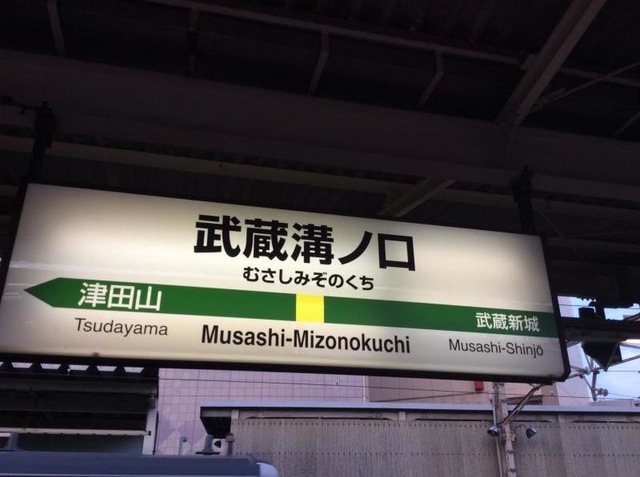 武蔵溝ノ口
むさしみぞのくち
津田山
武蔵新城
Tsudayama
Musashi-Mizonokuchi
Musashi-Shinjō